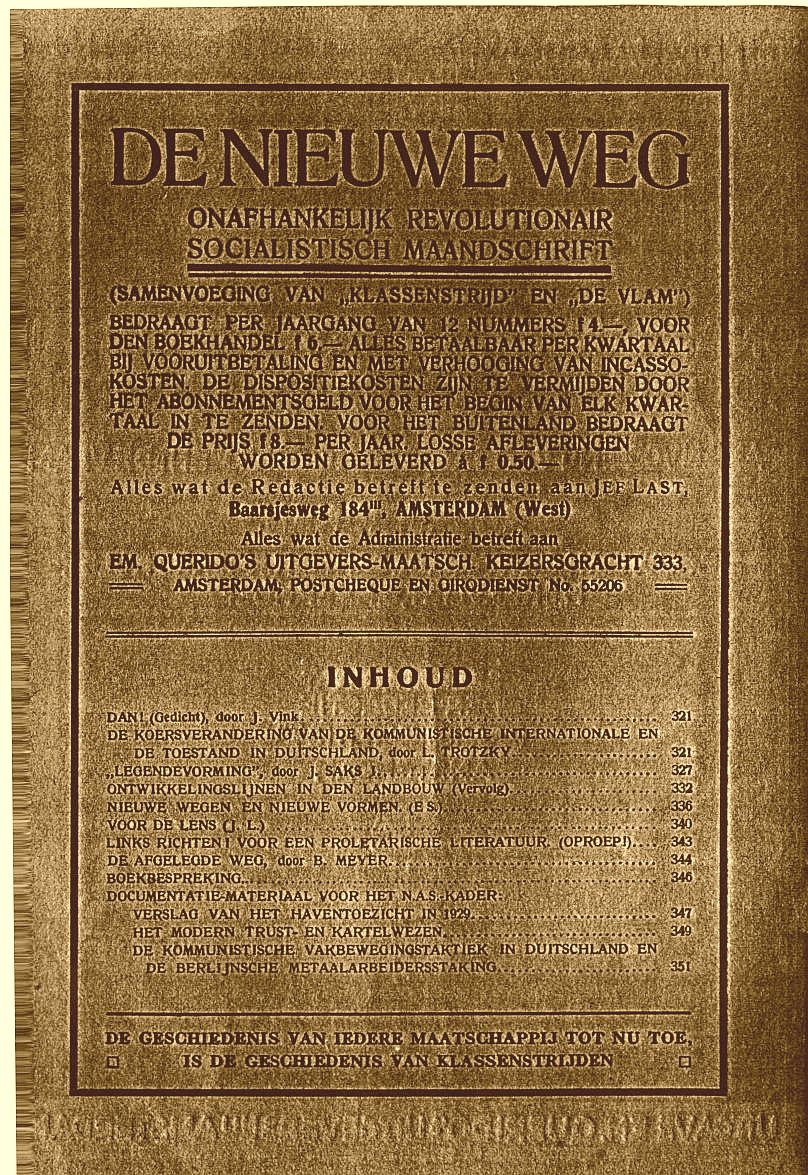 DE NIEUWE WEG
ONAFHANKELIJK REVOLUTIONAIR
SOCIALISTISCH MAANDSCHRIFT
(SAMENVOEGING VAN „KLASSENSTRIJD" EN „DE VLAM")
BEDRAAGT PER JAARGANG VAN 12 NUMMERS f 4.—, VOOR
DEN BOEKHANDEL f 6.— ALLES BETAALBAAR PER KWARTAAL
BIJ VOORUITBETALING EN MET VERHOOGING VAN INCASSO-
KOSTEN. DE DISPOSITIEKOSTEN ZIJN TE VERMIJDEN DOOR
HET ABONNEMENTSGELD VOOR HET BEGIN VAN ELK KWAR-
TAAL IN TE ZENDEN. VOOR HET BUITENLAND BEDRAAGT
DE PRIJS f 8.— PER JAAR. LOSSE AFLEVERINGEN
WORDEN GELEVERD à f 0.50.—
Alles wat de Redactie betreft te zenden aan JEF LAST,
Baarsjesweg 184III, AMSTERDAM (West)
Alles wat de Administratie betreft aan
EM. QUERIDO'S UITGEVERS-MAATSCH. KEIZERSGRACHT 333,
AMSTERDAM, POSTCHEQUE EN GIRODIENST No. 55206
INHOUD
DAN! (Gedicht), door J. Vink 321
DE KOERSVERANDERING VAN DE KOMMUNISTISCHE INTERNATIONALE EN
DE TOESTAND IN DUITSCHLAND, door L. TROTZKY 321
„LEGENDEVORMING", door J. SAKS I. 327
ONTWIKKELINGSLIJNEN IN DEN LANDBOUW (Vervolg) 332
NIEUWE WEGEN EN NIEUWE VORMEN. (E S.) 336
VOOR DE LENS (J. L.) 340
LINKS RICHTEN! VOOR EEN PROLETARISCHE LITERATUUR. (OPROEP!) 343
DE AFGELEGDE WEG, door B. MEYER 344
BOEKBESPREKING 346
DOCUMENTATIE-MATERIAAL VOOR HET N.A.S.-KADER:
VERSLAG VAN HET HAVENTOEZICHT IN 1929 347
HET MODERN TRUST- EN KARTELWEZEN 349
DE KOMMUNISTISCHE VAKBEWEGINGSTAKTIEK IN DUITSCHLAND EN
DE BERLIJNSCHE METAALARBEIDERSSTAKING 351
DE GESCHIEDENIS VAN IEDERE MAATSCHAPPIJ TOT NU TOE,
IS DE GESCHIEDENIS VAN KLASSENSTRIJDEN